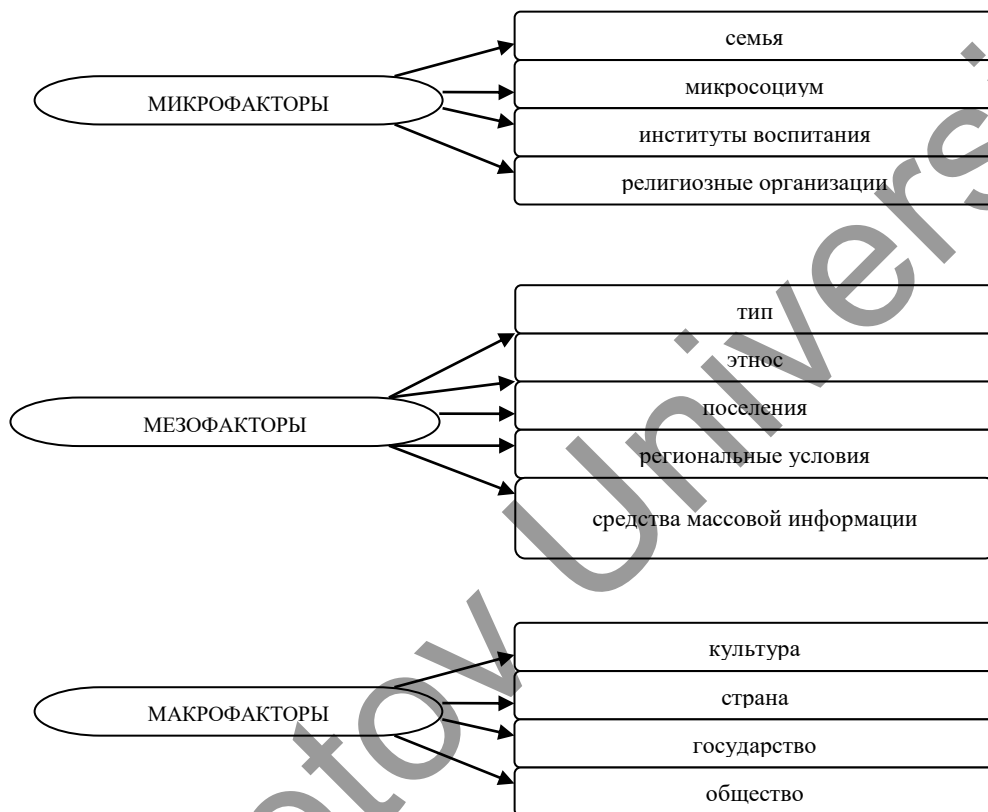 МИКРОФАКТОРЫ
семья
микросоциум
институты воспитания
религиозные организации
МЕЗОФАКТОРЫ
тип
этнос
поселения
региональные условия
средства массовой информации
МАКРОФАКТОРЫ
культура
страна
государство
общество